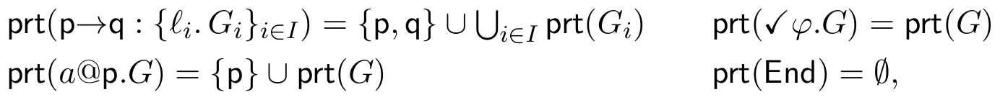 prt(p→q : {ℓᵢ. Gᵢ}ᵢ∈I) = {p, q} ∪ ⋃ᵢ∈I prt(Gᵢ) prt(✓φ.G) = prt(G)
prt(a@p.G) = {p} ∪ prt(G) prt(End) = ∅,